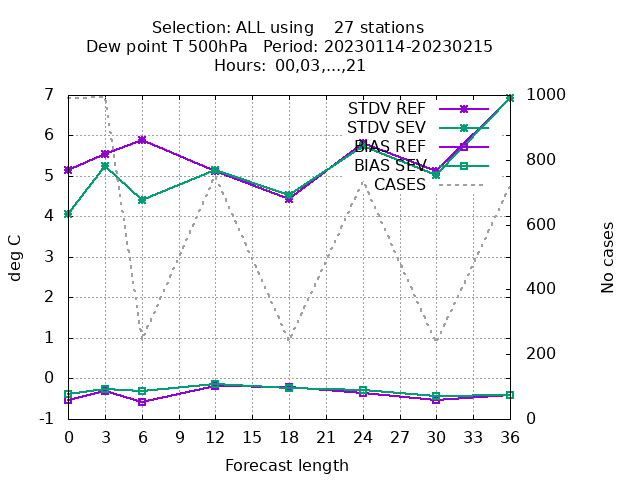 Selection: ALL using    27 stations
Dew point T 500hPa   Period: 20230114-20230215
Hours: 00,03,...,21
STDV REF
STDV SEV
BIAS REF
BIAS SEV
CASES
7
6
5
4
3
2
1
0
-1
deg C
1000
800
600
400
200
0
No cases
0 3 6 9 12 15 18 21 24 27 30 33 36
Forecast length